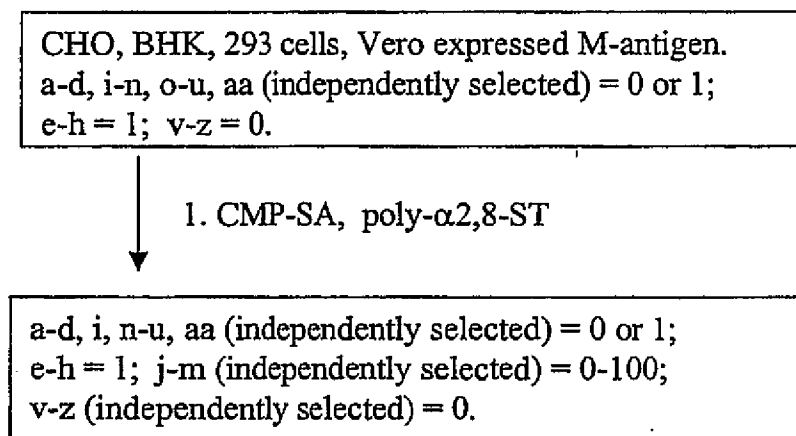 CHO, BHK, 293 cells, Vero expressed M-antigen.
a-d, i-n, o-u, aa (independently selected) = 0 or 1;
e-h = 1; v-z = 0.
1. CMP-SA, poly-α2,8-ST
a-d, i, n-u, aa (independently selected) = 0 or 1;
e-h = 1; j-m (independently selected) = 0-100;
v-z (independently selected) = 0.